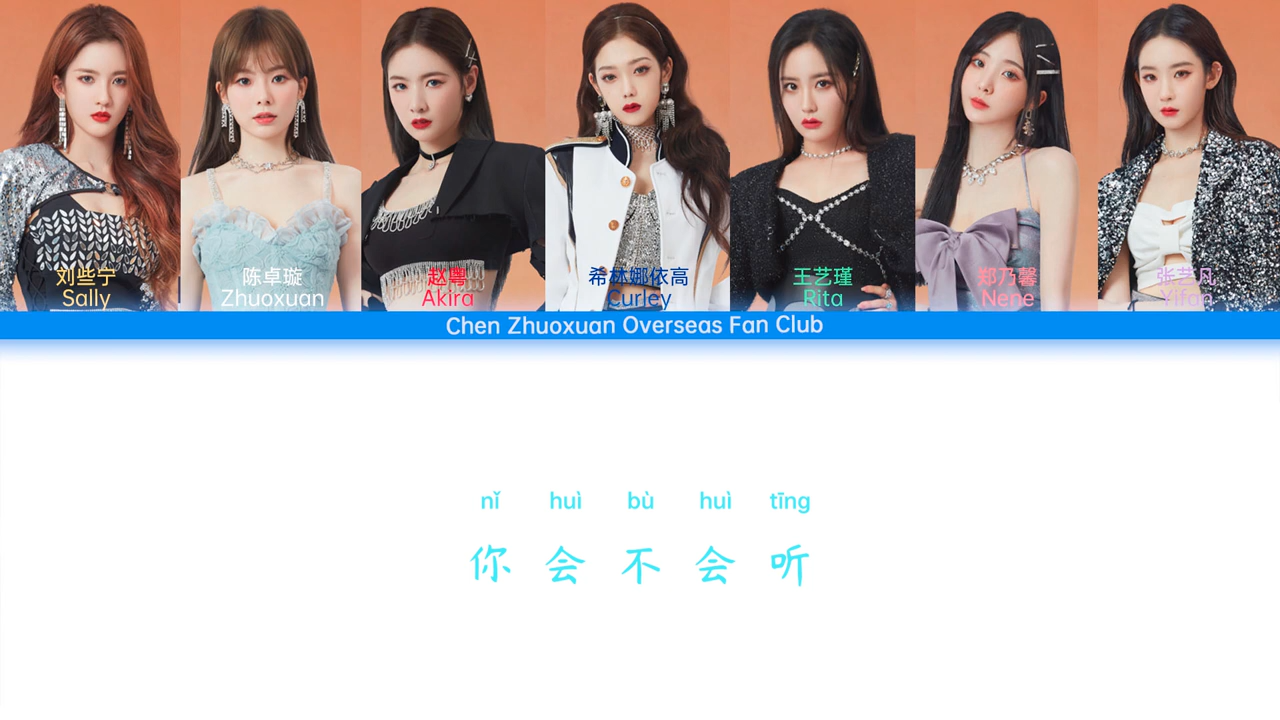 刘些宁
Sally
陈卓璇
Zhuoxuan
赵粤
Akira
希林娜依高
Curley
王艺瑾
Rita
郑乃馨
Nene
张艺凡
Yifan
Chen Zhuoxuan Overseas Fan Club
nǐ huì bù huì tīng
你 会 不 会 听